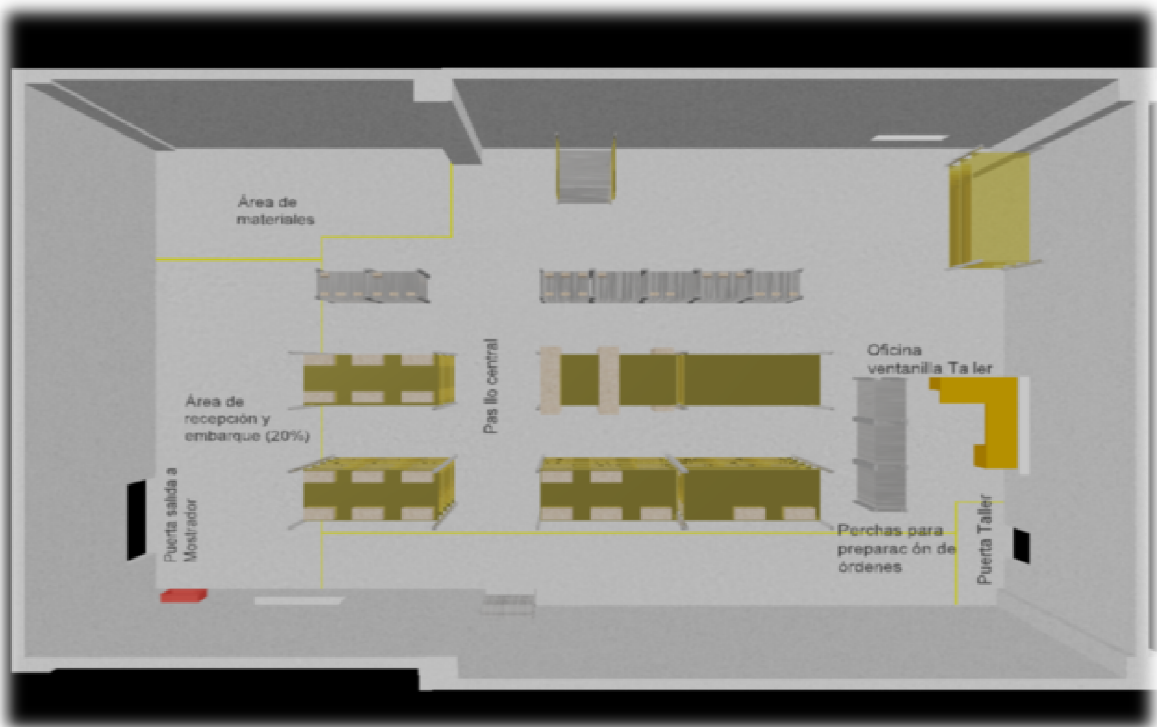 Área de
materiales
Pas llo central
Oficina
ventanilla Ta ler
Área de
recepción y
embarque (20%)
Puerta salida a
Mostrador
Perchas para
preparac ón de
órdenes
Puerta Taller